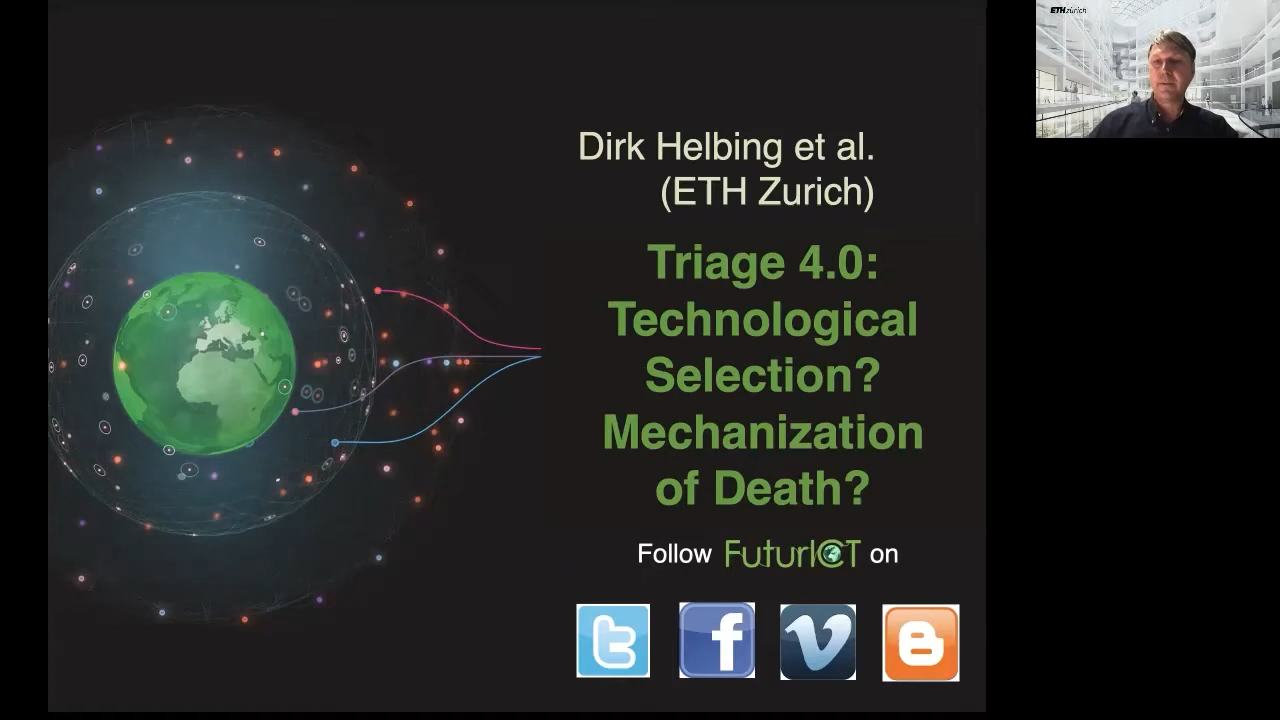 Dirk Helbing et al.
(ETH Zurich)
Triage 4.0:
Technological
Selection?
Mechanization
of Death?
Follow FuturICT on
ETH zürich